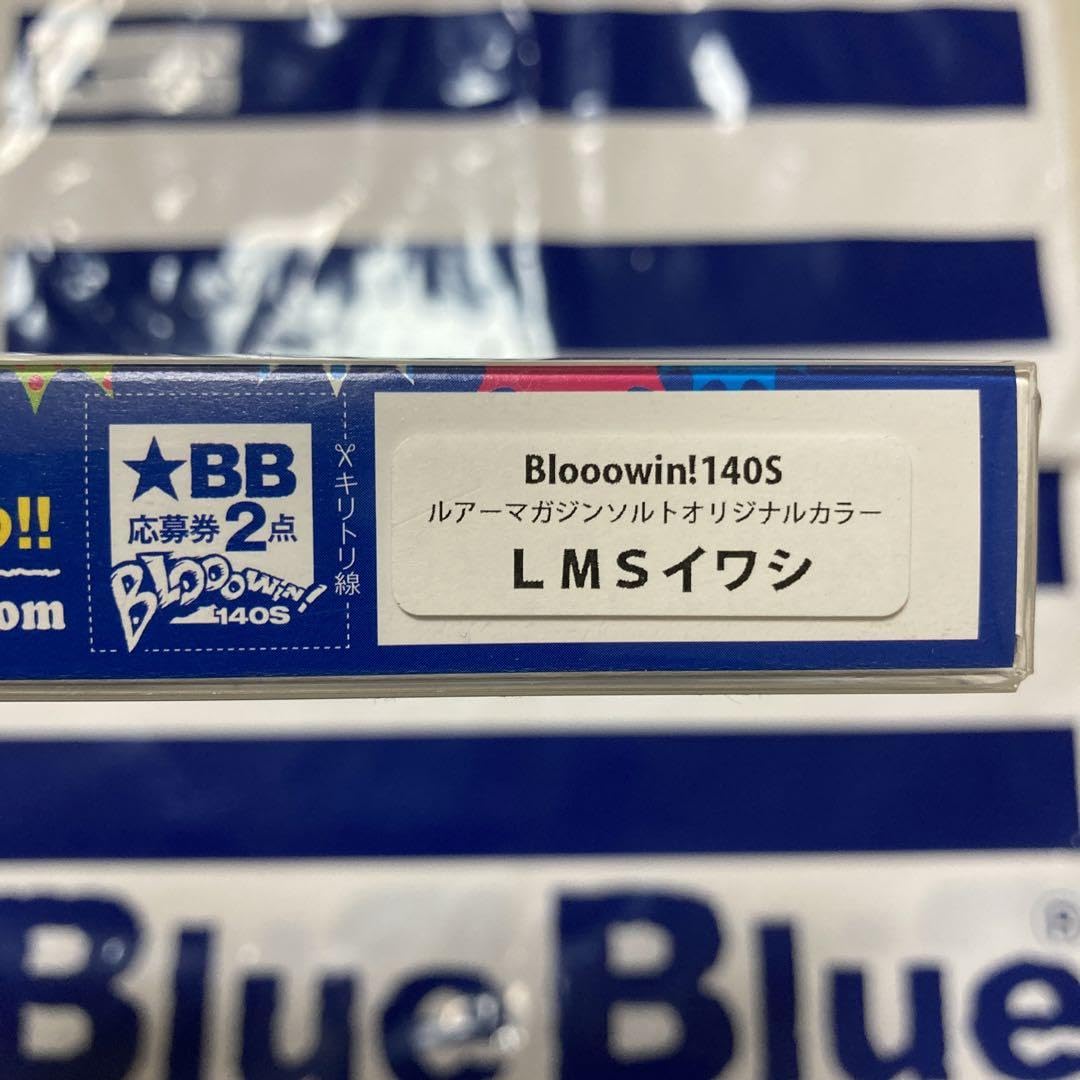 ★BB
応募券2点
Blooowin!
140S
キリトリ線
!!
om
Blooowin!140S
ルアーマガジンソルトオリジナルカラー
LMSイワシ
BlueBlue
®